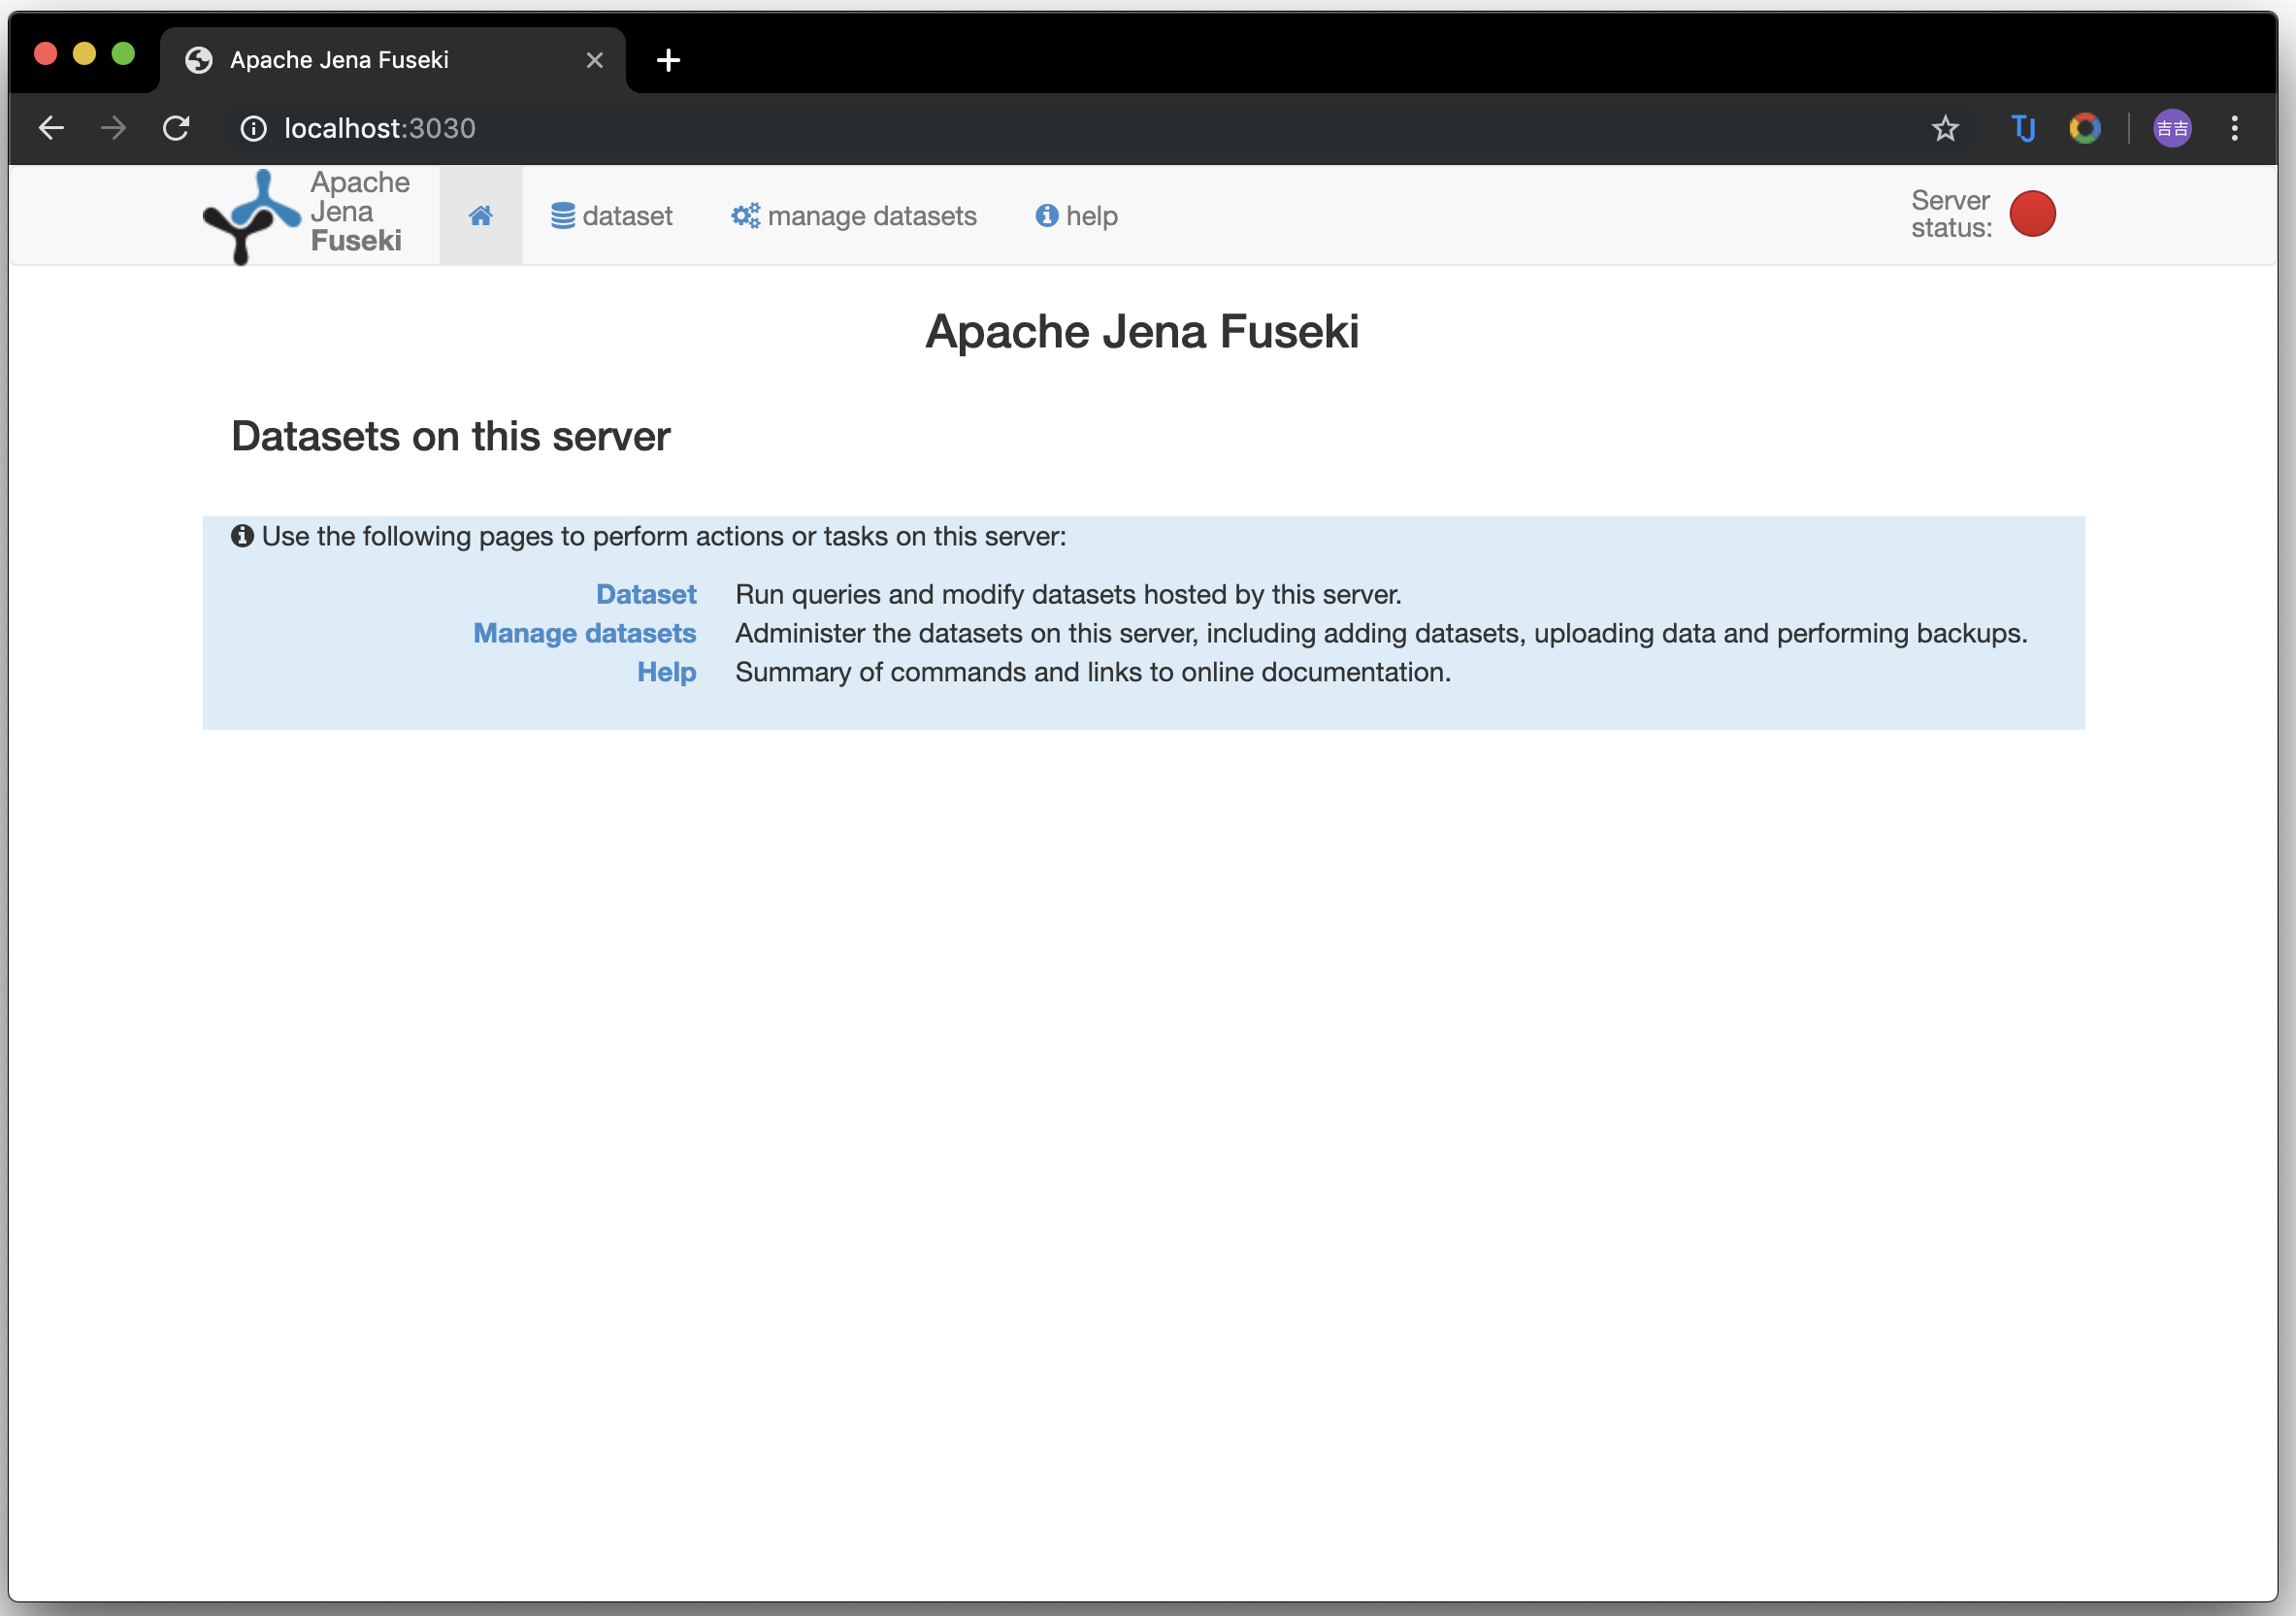 Apache Jena Fuseki
localhost:3030
TJ
吉吉
Apache
Jena
Fuseki
dataset
manage datasets
help
Server
status:
Apache Jena Fuseki
Datasets on this server
Use the following pages to perform actions or tasks on this server:
Dataset Run queries and modify datasets hosted by this server.
Manage datasets Administer the datasets on this server, including adding datasets, uploading data and performing backups.
Help Summary of commands and links to online documentation.